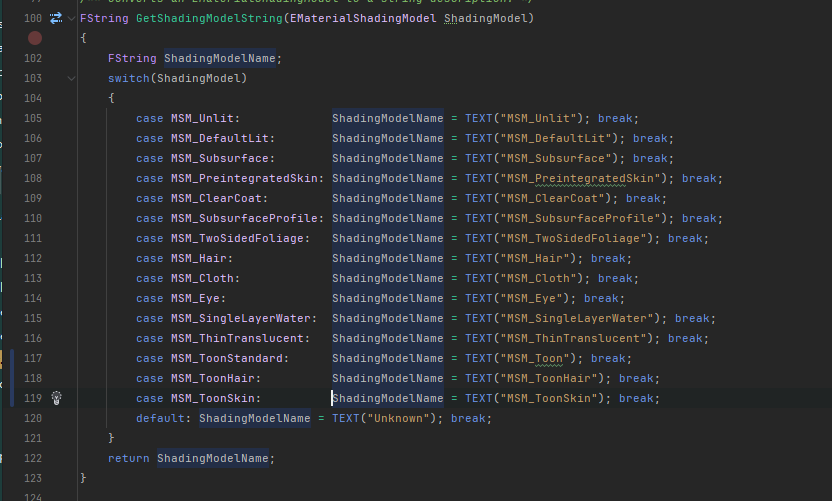 100 FString GetShadingModelString(EMaterialShadingModel ShadingModel)
{
102 FString ShadingModelName;
103 switch(ShadingModel)
104 {
105 case MSM_Unlit: ShadingModelName = TEXT("MSM_Unlit"); break;
106 case MSM_DefaultLit: ShadingModelName = TEXT("MSM_DefaultLit"); break;
107 case MSM_Subsurface: ShadingModelName = TEXT("MSM_Subsurface"); break;
108 case MSM_PreintegratedSkin: ShadingModelName = TEXT("MSM_PreintegratedSkin"); break;
109 case MSM_ClearCoat: ShadingModelName = TEXT("MSM_ClearCoat"); break;
110 case MSM_SubsurfaceProfile: ShadingModelName = TEXT("MSM_SubsurfaceProfile"); break;
111 case MSM_TwoSidedFoliage: ShadingModelName = TEXT("MSM_TwoSidedFoliage"); break;
112 case MSM_Hair: ShadingModelName = TEXT("MSM_Hair"); break;
113 case MSM_Cloth: ShadingModelName = TEXT("MSM_Cloth"); break;
114 case MSM_Eye: ShadingModelName = TEXT("MSM_Eye"); break;
115 case MSM_SingleLayerWater: ShadingModelName = TEXT("MSM_SingleLayerWater"); break;
116 case MSM_ThinTranslucent: ShadingModelName = TEXT("MSM_ThinTranslucent"); break;
117 case MSM_ToonStandard: ShadingModelName = TEXT("MSM_Toon"); break;
118 case MSM_ToonHair: ShadingModelName = TEXT("MSM_ToonHair"); break;
119 case MSM_ToonSkin: ShadingModelName = TEXT("MSM_ToonSkin"); break;
120 default: ShadingModelName = TEXT("Unknown"); break;
121 }
122 return ShadingModelName;
123 }
124